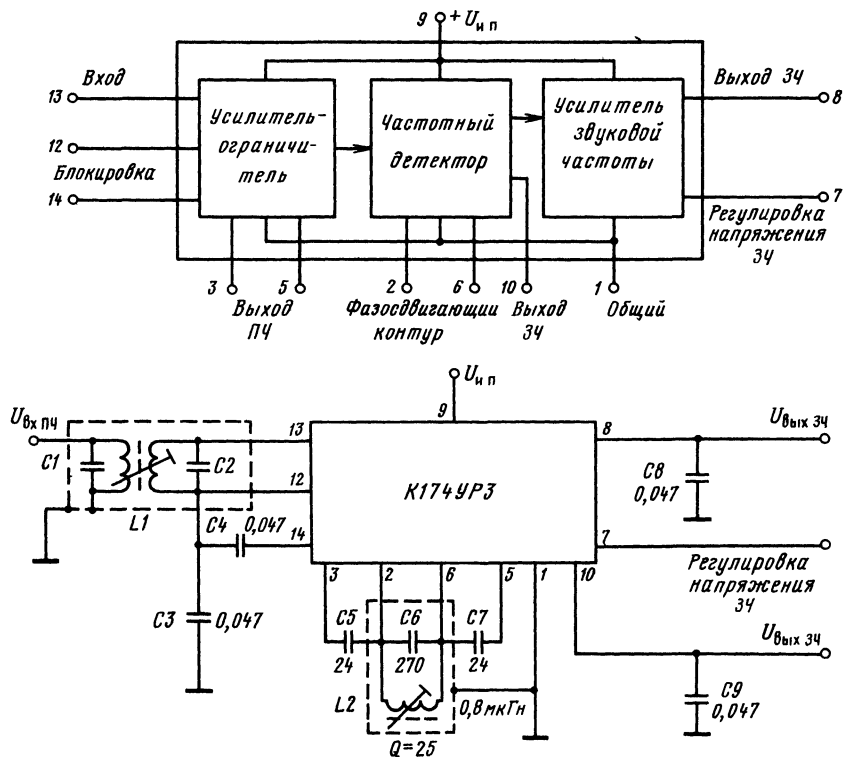 9 + Uип
13 Вход
Усилитель-
ограничи-
тель
Частотный
детектор
Усилитель
звуковой
частоты
Выход ЗЧ 8
12
Блокировка
14
7
Регулировка
напряжения
ЗЧ
3 5 2 6 10 1
Выход
ПЧ
Фазосдвигающий
контур
Выход
ЗЧ
Общий
Uип
9
Uвх ПЧ
C1
C2
L1
13
12
14
C4 0,047
C3 0,047
К174УР3
8
Uвых ЗЧ
C8
0,047
7
Регулировка
напряжения
ЗЧ
3 2 6 5 1 10
C5
24
C6
270
C7
24
L2
0,8мкГн
Q=25
Uвых ЗЧ
C9
0,047